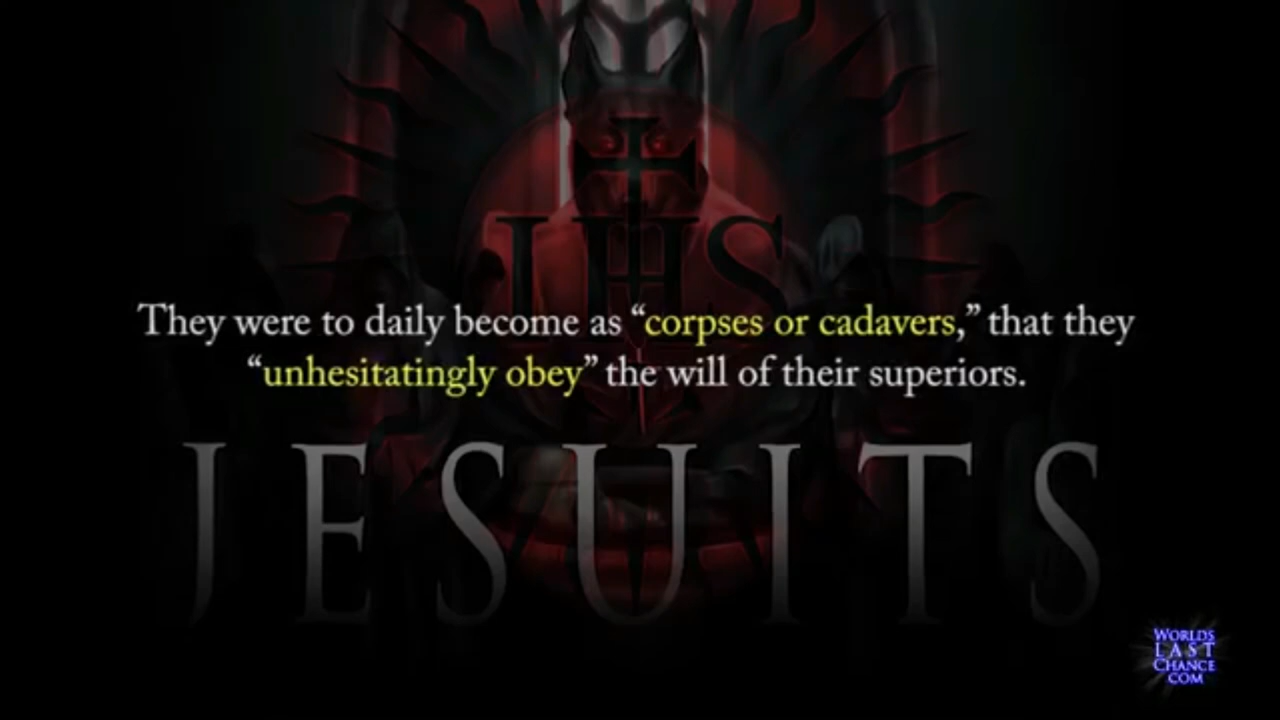 IHS
They were to daily become as “corpses or cadavers,” that they
“unhesitatingly obey” the will of their superiors.
JESUITS
WORLDS
LAST
CHANCE
COM